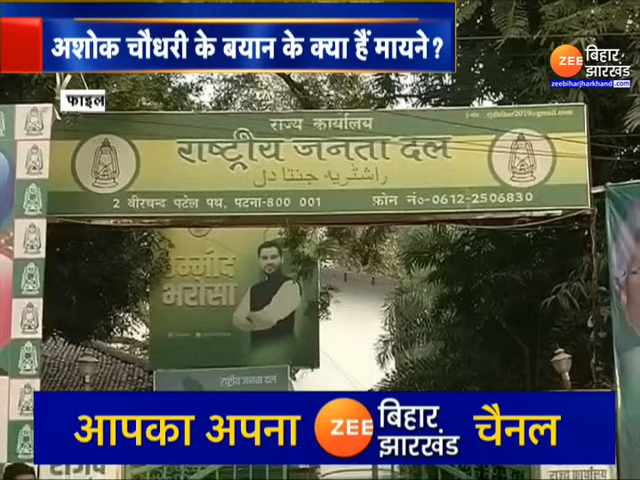 अशोक चौधरी के बयान के क्या हैं मायने?
ZEE बिहार झारखंड
zeebiharjharkhand.com
फाइल
राज्य कार्यालय
राष्ट्रीय जनता दल
راشٹریہ جنتا دل
2 वीरचन्द पटेल पथ, पटना-800 001
फ़ोन नं०-0612-2506830
उम्मीद
भरोसा
राष्ट्रीय जनता दल
आपका अपना ZEE बिहार झारखंड चैनल